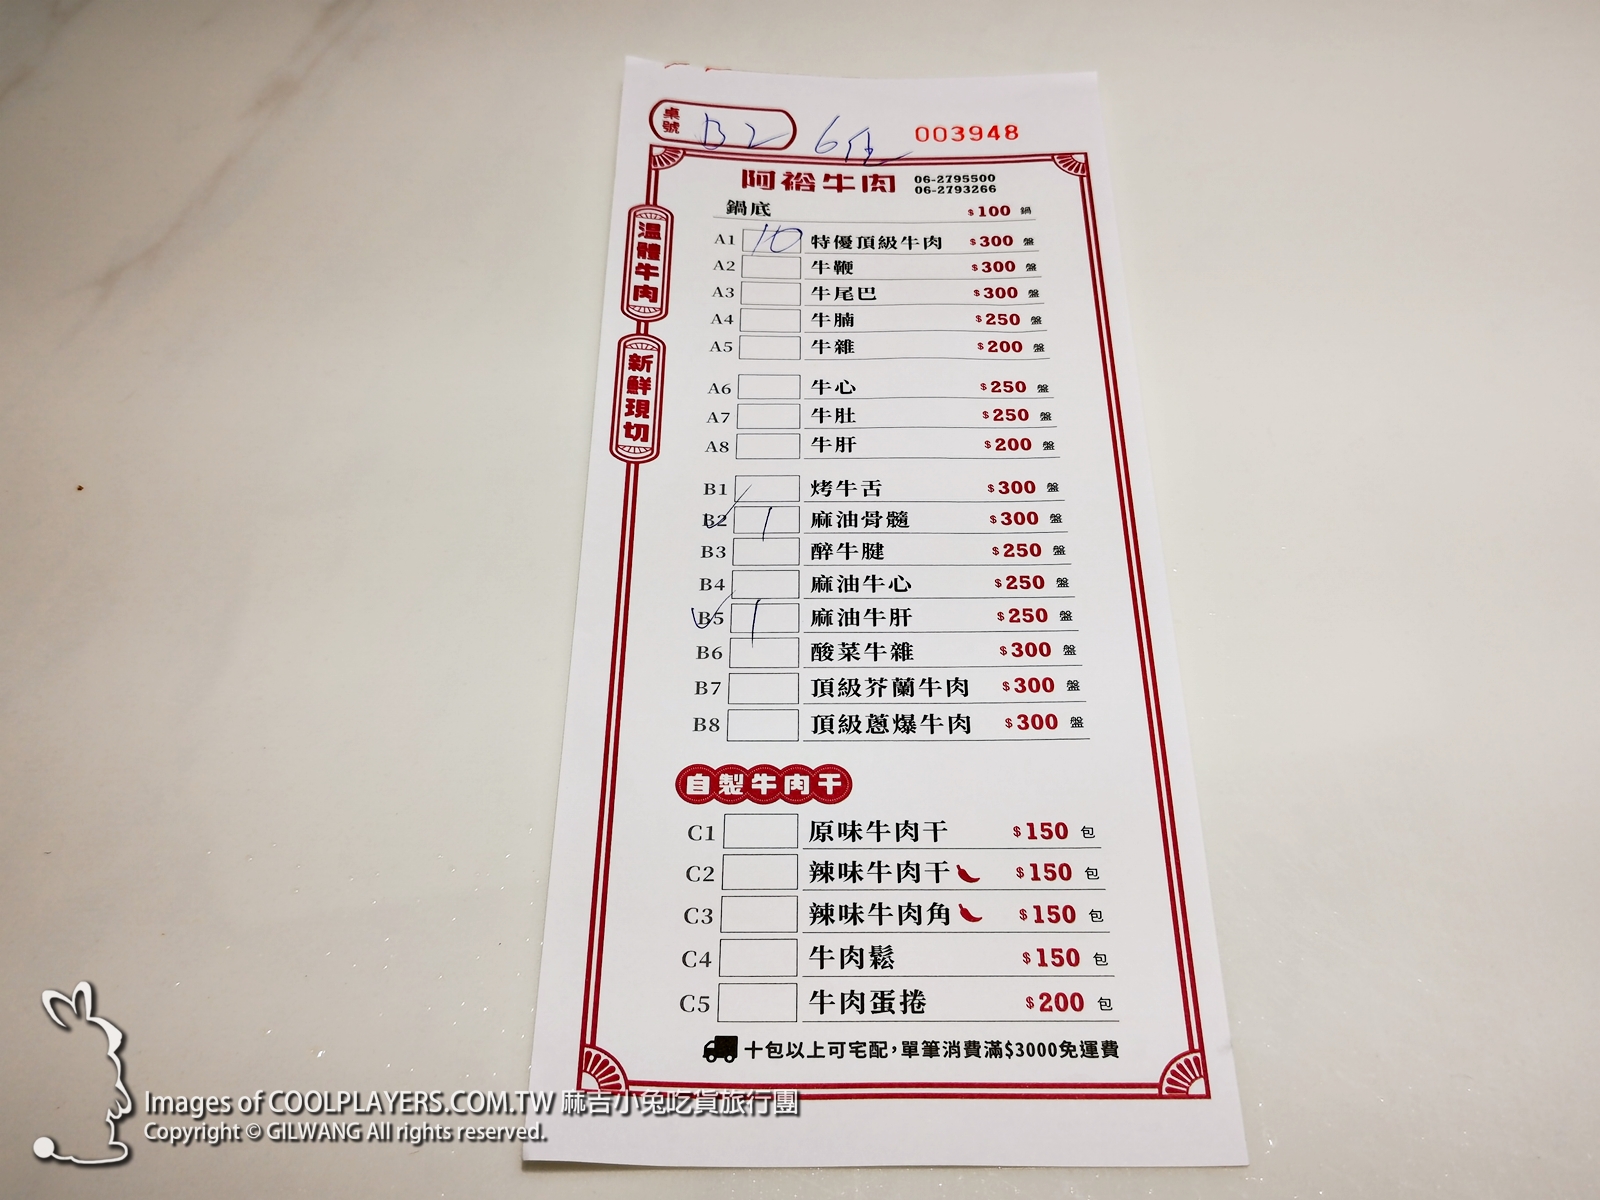 桌號 B2 6位 003948
阿裕牛肉 06-2795500
06-2793266
溫體牛肉
新鮮現切
鍋底 $100 鍋
A1 10 特優頂級牛肉 $300 盤
A2 牛鞭 $300 盤
A3 牛尾巴 $300 盤
A4 牛腩 $250 盤
A5 牛雜 $200 盤
A6 牛心 $250 盤
A7 牛肚 $250 盤
A8 牛肝 $200 盤
B1 烤牛舌 $300 盤
B2 1 麻油骨髓 $300 盤
B3 醉牛腱 $250 盤
B4 麻油牛心 $250 盤
B5 1 麻油牛肝 $250 盤
B6 酸菜牛雜 $300 盤
B7 頂級芥蘭牛肉 $300 盤
B8 頂級蔥爆牛肉 $300 盤
自製牛肉干
C1 原味牛肉干 $150 包
C2 辣味牛肉干 $150 包
C3 辣味牛肉角 $150 包
C4 牛肉鬆 $150 包
C5 牛肉蛋捲 $200 包
十包以上可宅配，單筆消費滿$3000免運費
Images of COOLPLAYERS.COM.TW 麻吉小兔吃貨旅行團
Copyright © GILWANG All rights reserved.